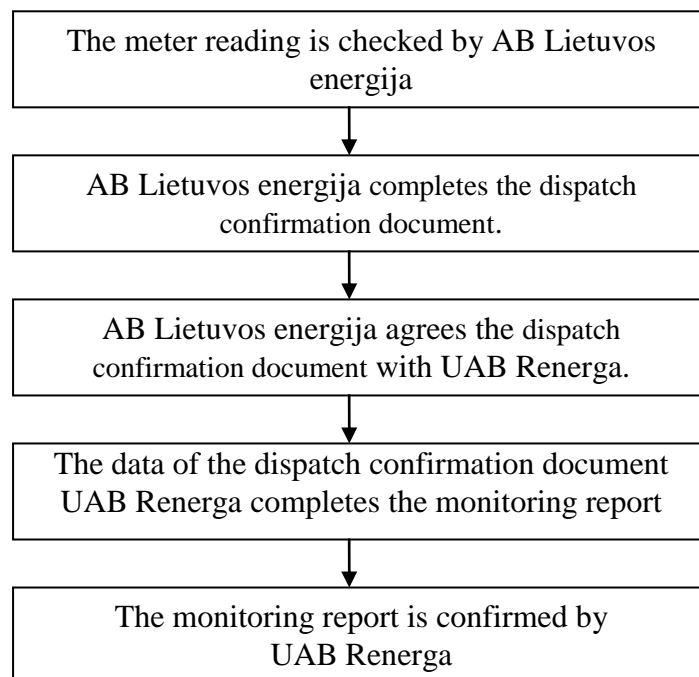 The meter reading is checked by AB Lietuvos
energija
AB Lietuvos energija completes the dispatch
confirmation document.
AB Lietuvos energija agrees the dispatch
confirmation document with UAB Renerga.
The data of the dispatch confirmation document
UAB Renerga completes the monitoring report
The monitoring report is confirmed by
UAB Renerga